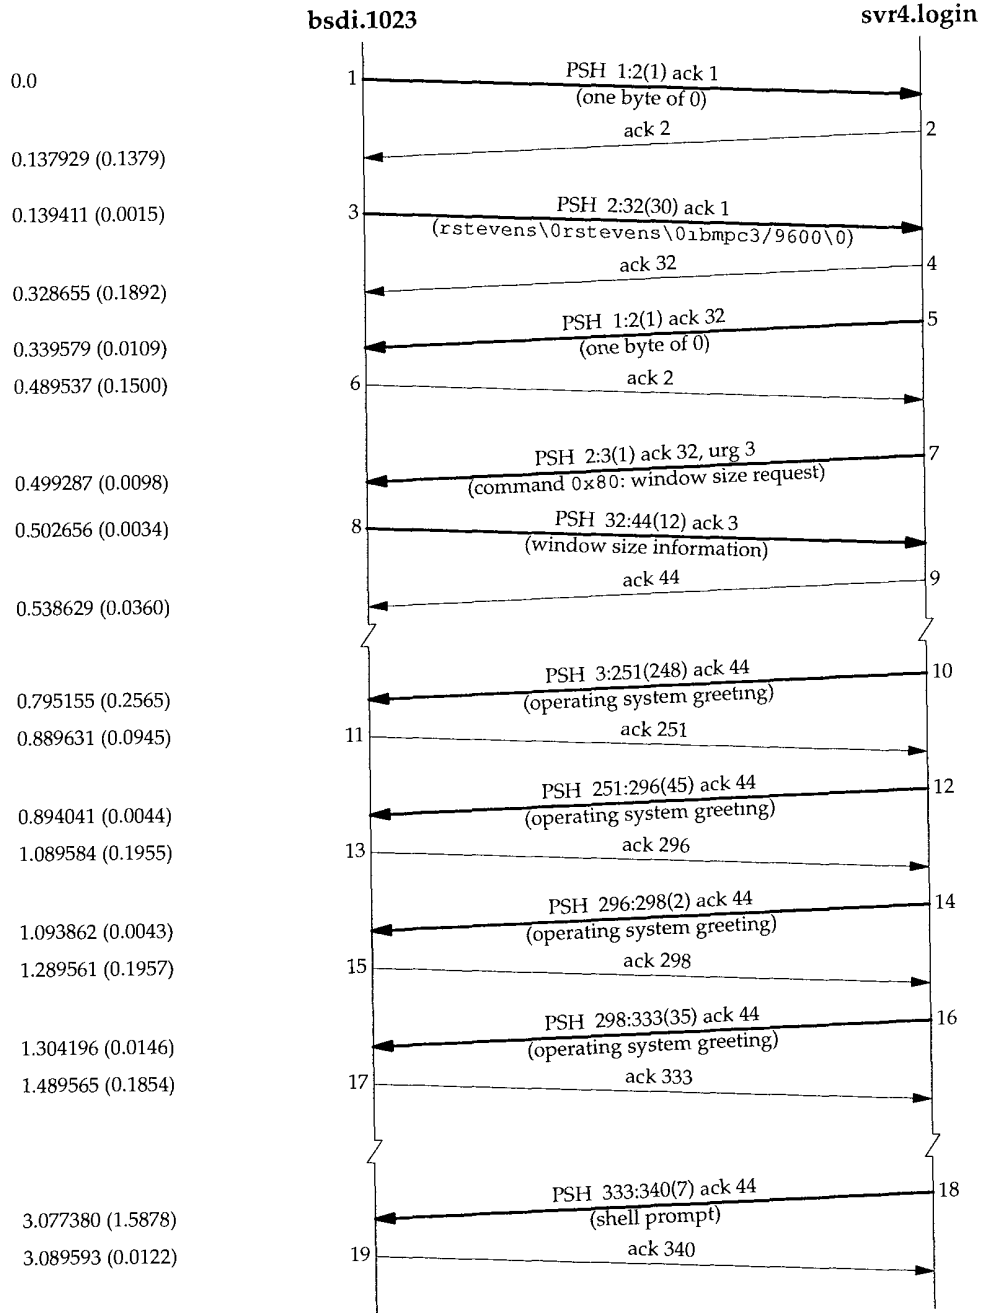 bsdi.1023 svr4.login
0.0 1 PSH 1:2(1) ack 1
(one byte of 0)
ack 2 2
0.137929 (0.1379)
0.139411 (0.0015) 3 PSH 2:32(30) ack 1
(rstevens\0rstevens\0ibmpc3/9600\0)
ack 32 4
0.328655 (0.1892)
PSH 1:2(1) ack 32 5
0.339579 (0.0109) (one byte of 0)
0.489537 (0.1500) 6 ack 2
PSH 2:3(1) ack 32, urg 3 7
0.499287 (0.0098) (command 0x80: window size request)
0.502656 (0.0034) 8 PSH 32:44(12) ack 3
(window size information)
ack 44 9
0.538629 (0.0360)
PSH 3:251(248) ack 44 10
0.795155 (0.2565) (operating system greeting)
0.889631 (0.0945) 11 ack 251
PSH 251:296(45) ack 44 12
0.894041 (0.0044) (operating system greeting)
1.089584 (0.1955) 13 ack 296
PSH 296:298(2) ack 44 14
1.093862 (0.0043) (operating system greeting)
1.289561 (0.1957) 15 ack 298
PSH 298:333(35) ack 44 16
1.304196 (0.0146) (operating system greeting)
1.489565 (0.1854) 17 ack 333
PSH 333:340(7) ack 44 18
3.077380 (1.5878) (shell prompt)
3.089593 (0.0122) 19 ack 340